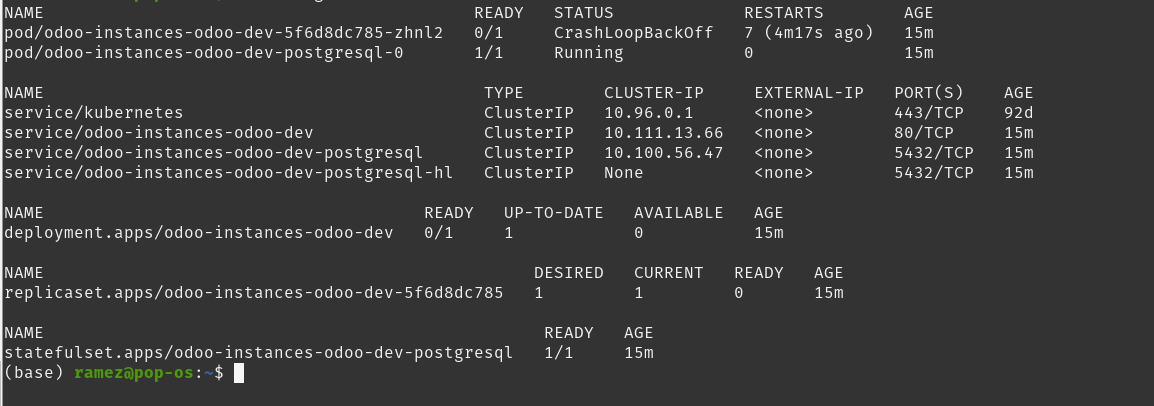 NAME READY STATUS RESTARTS AGE
pod/odoo-instances-odoo-dev-5f6d8dc785-zhnl2 0/1 CrashLoopBackOff 7 (4m17s ago) 15m
pod/odoo-instances-odoo-dev-postgresql-0 1/1 Running 0 15m
NAME TYPE CLUSTER-IP EXTERNAL-IP PORT(S) AGE
service/kubernetes ClusterIP 10.96.0.1 <none> 443/TCP 92d
service/odoo-instances-odoo-dev ClusterIP 10.111.13.66 <none> 80/TCP 15m
service/odoo-instances-odoo-dev-postgresql ClusterIP 10.100.56.47 <none> 5432/TCP 15m
service/odoo-instances-odoo-dev-postgresql-hl ClusterIP None <none> 5432/TCP 15m
NAME READY UP-TO-DATE AVAILABLE AGE
deployment.apps/odoo-instances-odoo-dev 0/1 1 0 15m
NAME DESIRED CURRENT READY AGE
replicaset.apps/odoo-instances-odoo-dev-5f6d8dc785 1 1 0 15m
NAME READY AGE
statefulset.apps/odoo-instances-odoo-dev-postgresql 1/1 15m
(base) ramez@pop-os:~$